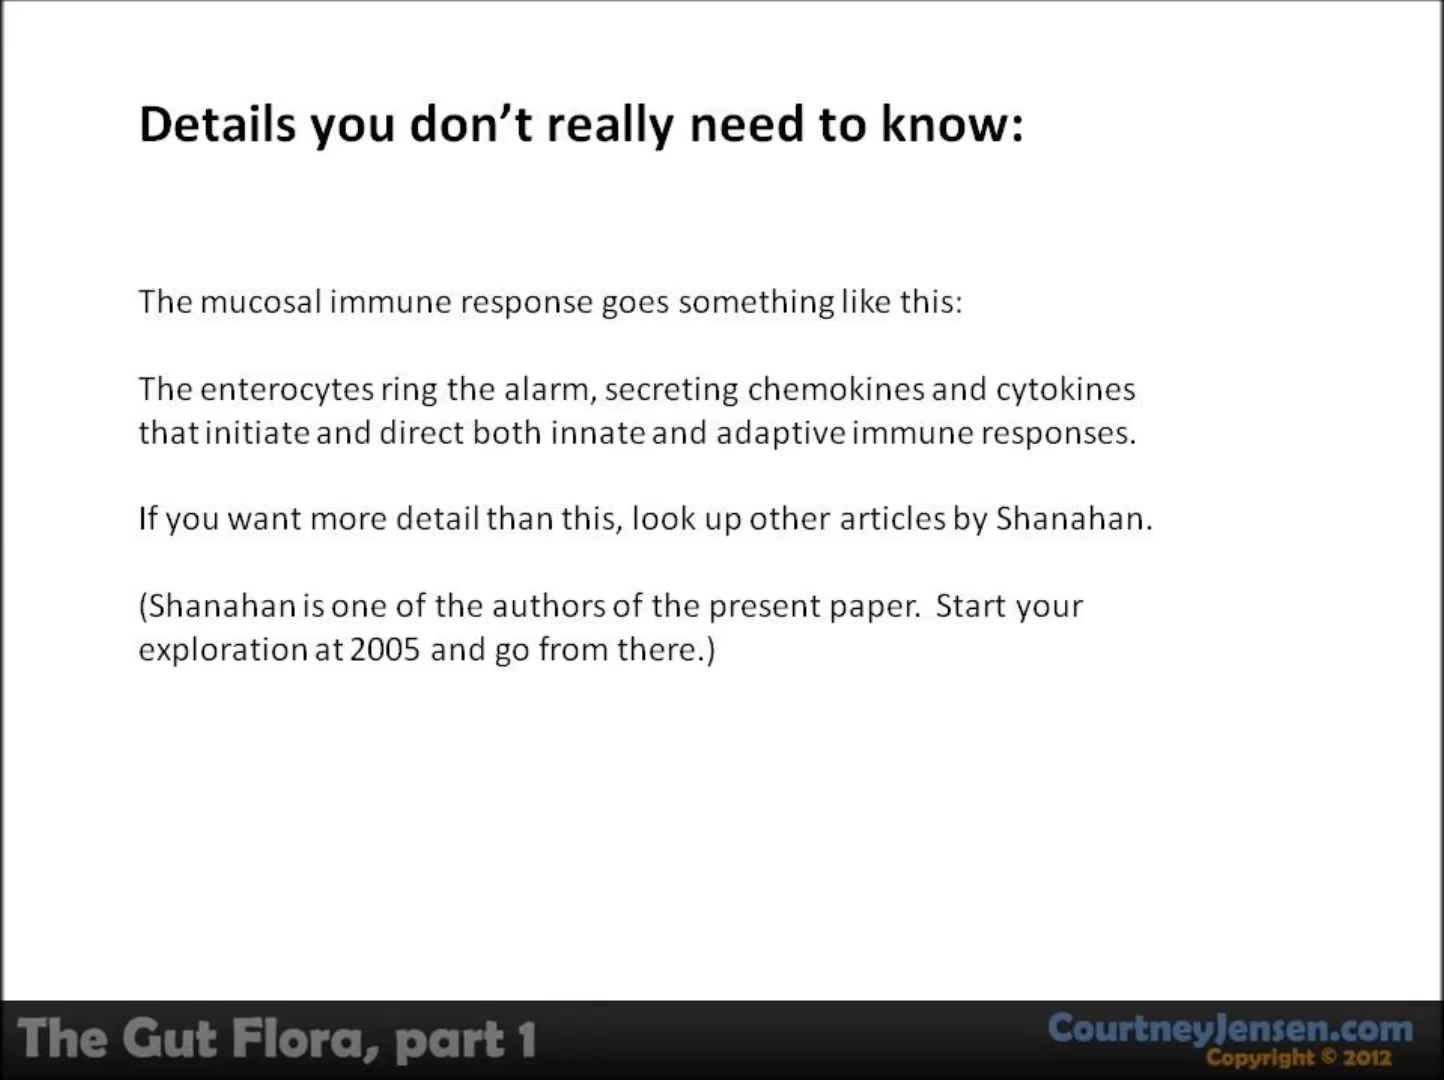 Details you don’t really need to know:
The mucosal immune response goes something like this:
The enterocytes ring the alarm, secreting chemokines and cytokines
that initiate and direct both innate and adaptive immune responses.
If you want more detail than this, look up other articles by Shanahan.
(Shanahan is one of the authors of the present paper.  Start your
exploration at 2005 and go from there.)
The Gut Flora, part 1
CourtneyJensen.com
Copyright © 2012